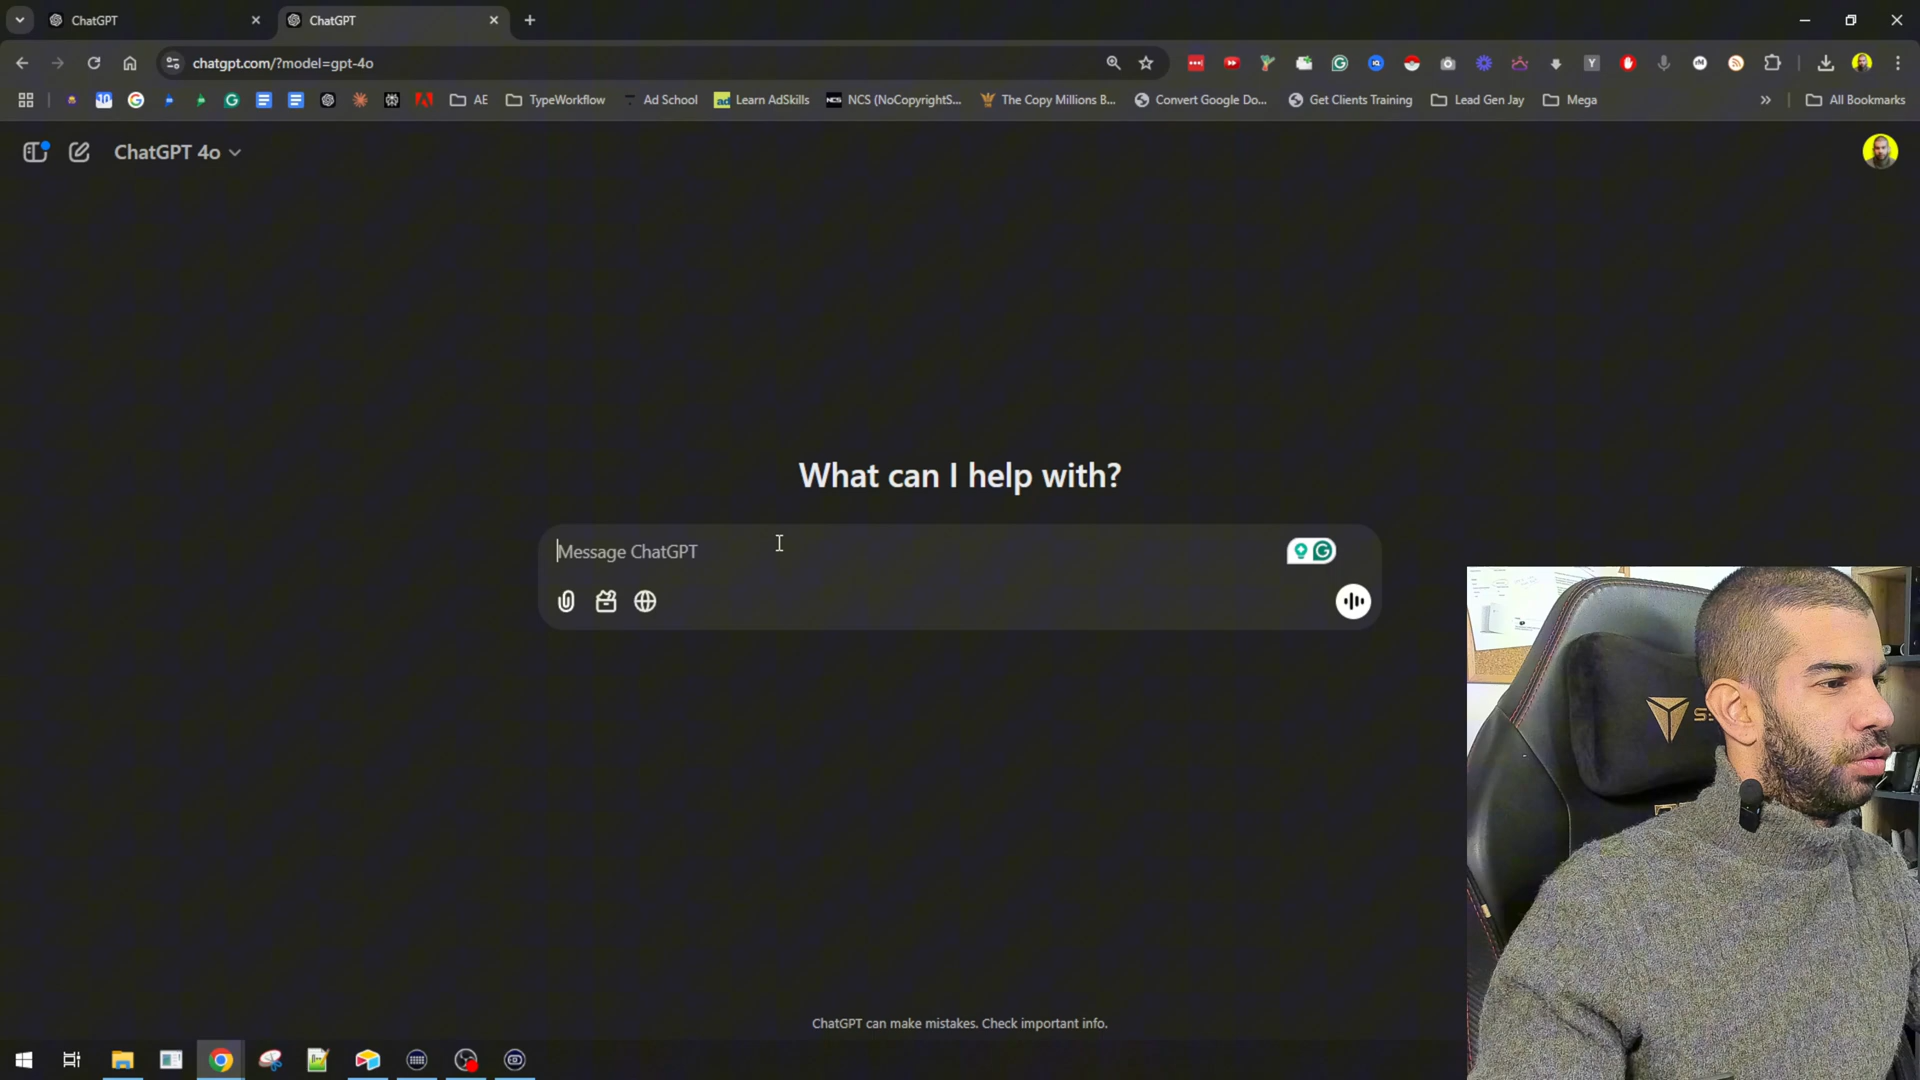 ChatGPT
ChatGPT
chatgpt.com/?model=gpt-4o
AE
TypeWorkflow
Ad School
Learn AdSkills
NCS (NoCopyrightS...
The Copy Millions B...
Convert Google Do...
Get Clients Training
Lead Gen Jay
Mega
All Bookmarks
ChatGPT 4o
What can I help with?
Message ChatGPT
ChatGPT can make mistakes. Check important info.